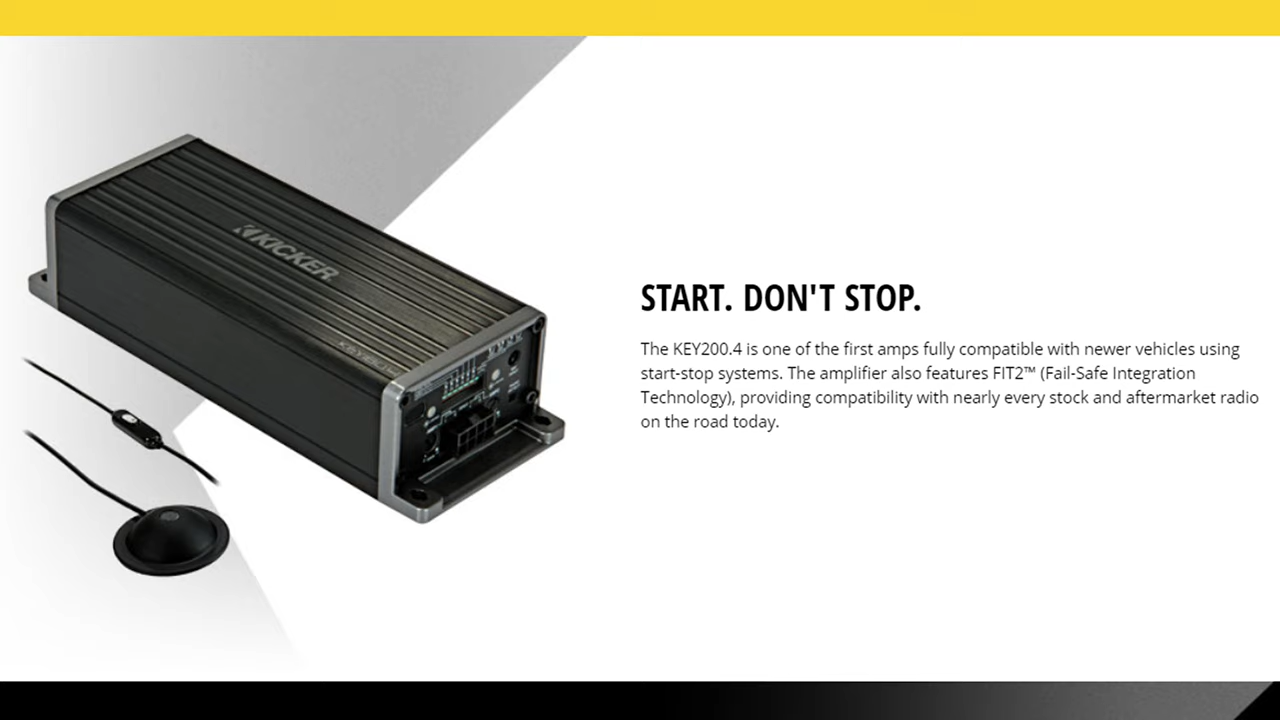 KICKER
START. DON'T STOP.
The KEY200.4 is one of the first amps fully compatible with newer vehicles using
start-stop systems. The amplifier also features FIT2™ (Fail-Safe Integration
Technology), providing compatibility with nearly every stock and aftermarket radio
on the road today.